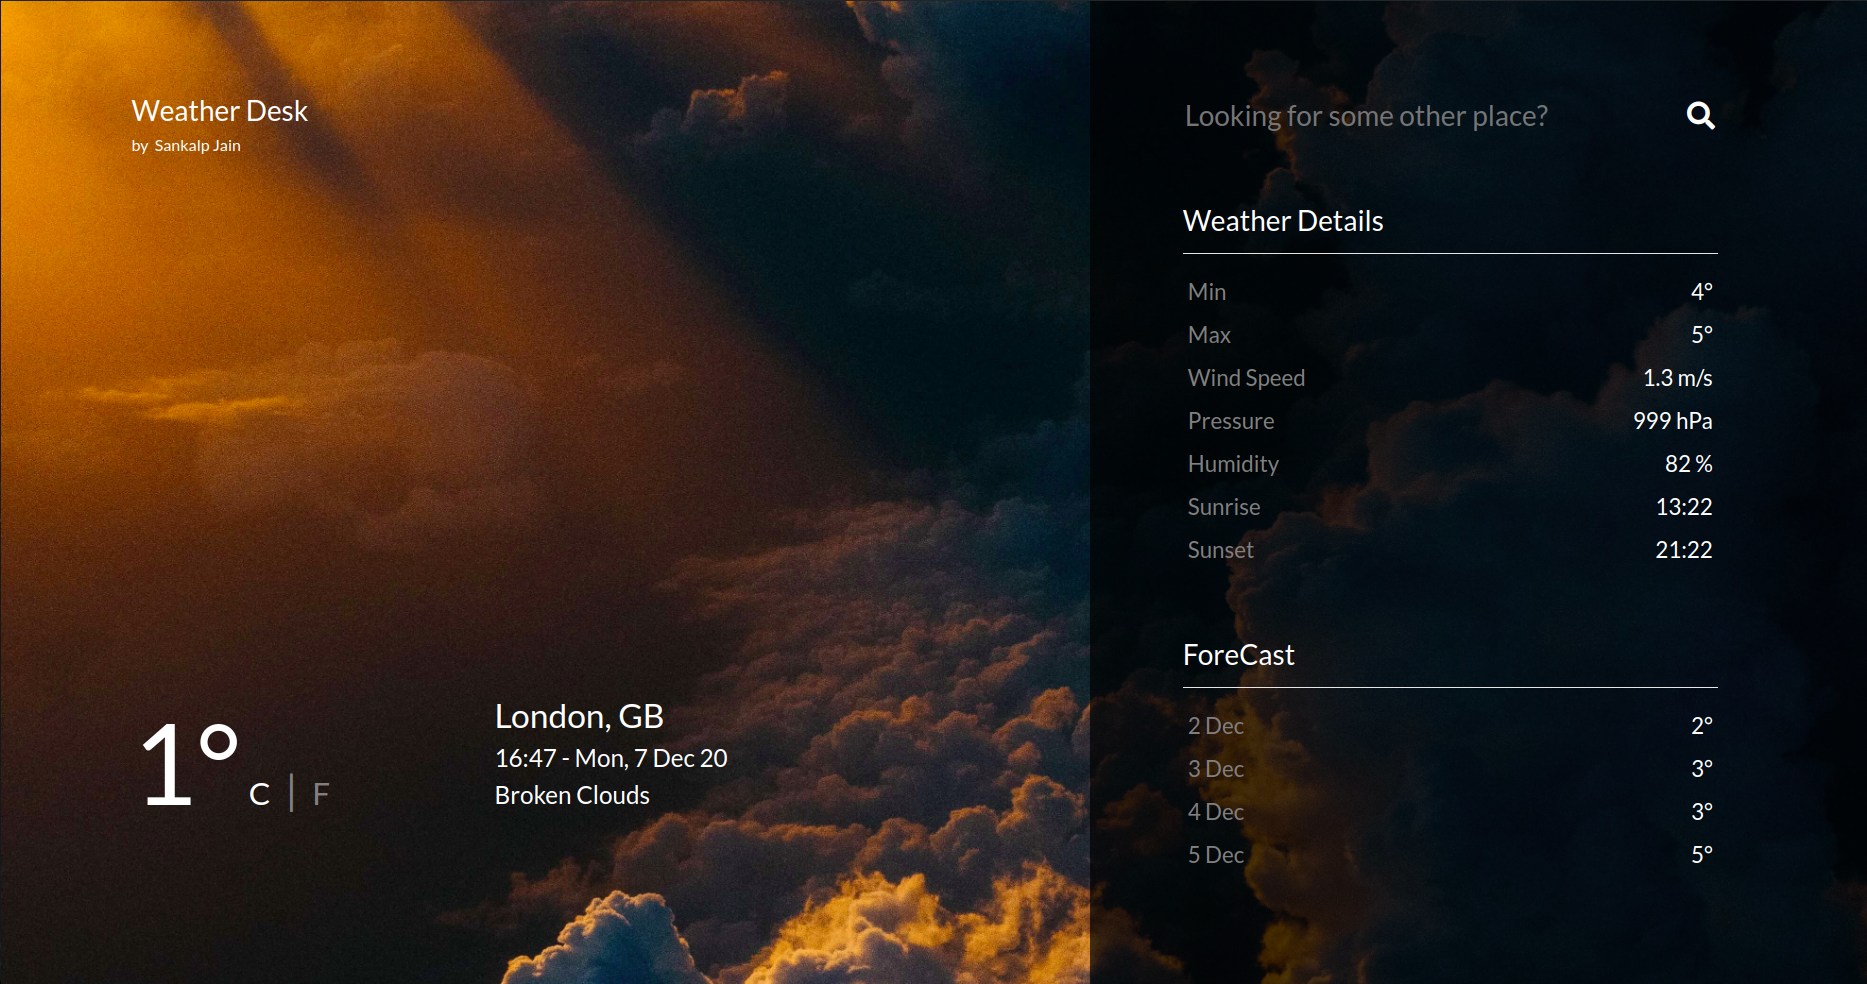 Weather Desk
by Sankalp Jain
1° C | F
London, GB
16:47 - Mon, 7 Dec 20
Broken Clouds
Looking for some other place?
Weather Details
Min 4°
Max 5°
Wind Speed 1.3 m/s
Pressure 999 hPa
Humidity 82 %
Sunrise 13:22
Sunset 21:22
ForeCast
2 Dec 2°
3 Dec 3°
4 Dec 3°
5 Dec 5°